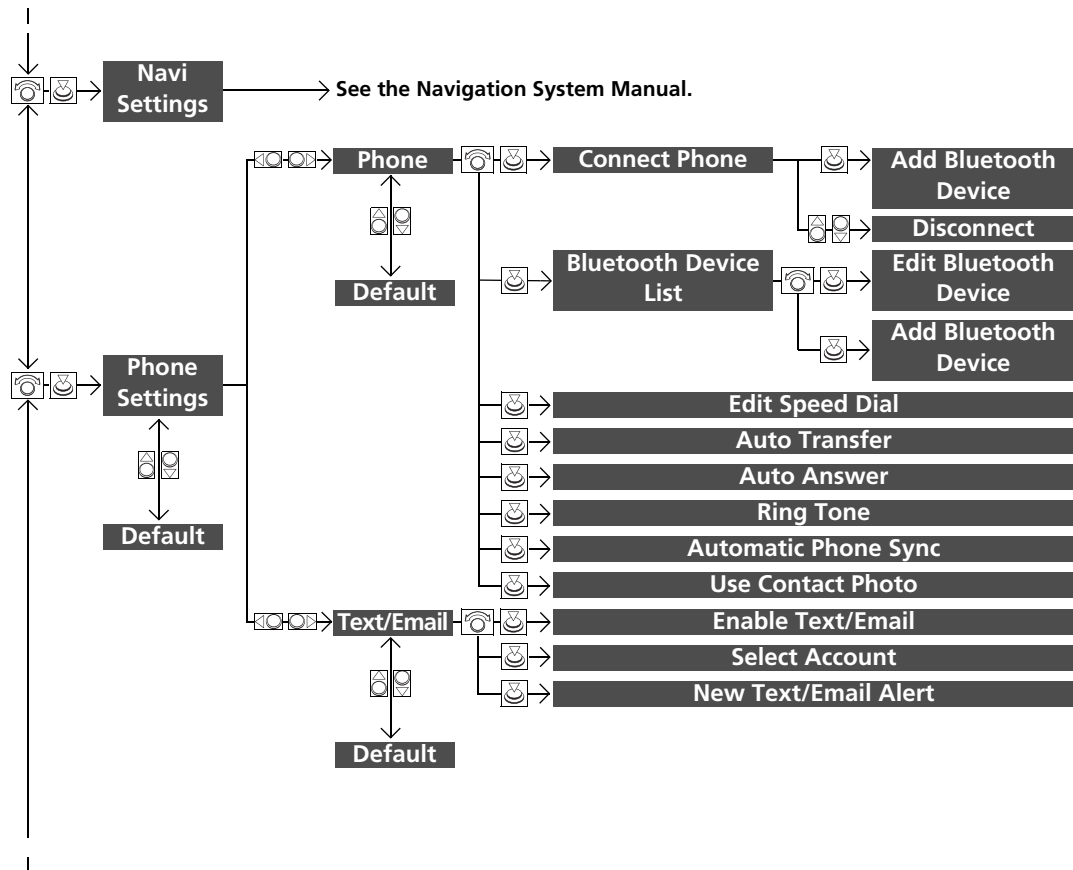 Navi
Settings
See the Navigation System Manual.
Phone
Connect Phone
Add Bluetooth
Device
Disconnect
Default
Bluetooth Device
List
Edit Bluetooth
Device
Add Bluetooth
Device
Phone
Settings
Default
Edit Speed Dial
Auto Transfer
Auto Answer
Ring Tone
Automatic Phone Sync
Use Contact Photo
Text/Email
Enable Text/Email
Select Account
New Text/Email Alert
Default